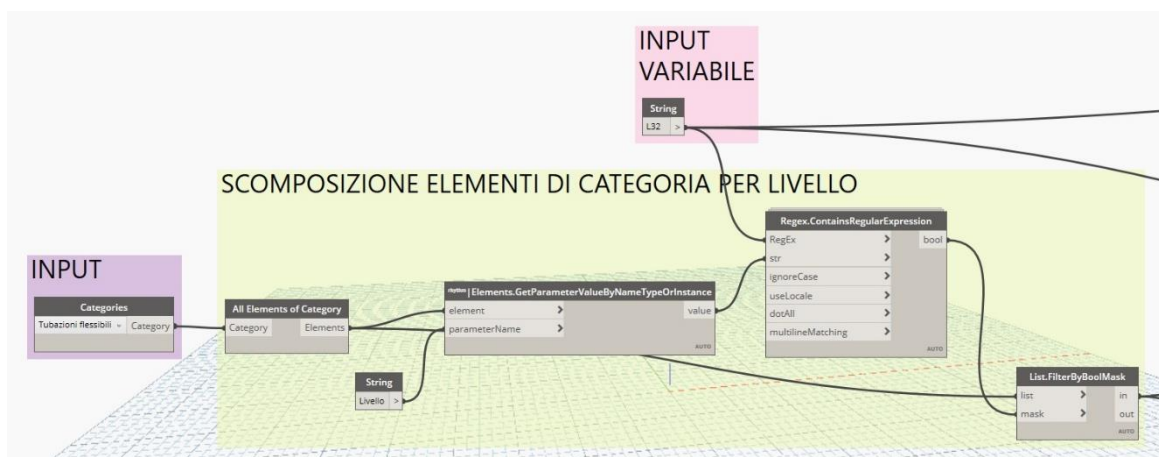 INPUT
VARIABILE
String
L32 >
SCOMPOSIZIONE ELEMENTI DI CATEGORIA PER LIVELLO
Regex.ContainsRegularExpression
RegEx > bool
str >
ignoreCase >
useLocale >
dotAll >
multilineMatching >
AUTO
INPUT
Categories
Tubazioni flessibili Category
All Elements of Category
Category Elements
rhythm | Elements.GetParameterValueByNameTypeOrInstance
element > value
parameterName >
AUTO
String
Livello >
List.FilterByBoolMask
list > in
mask > out
AUTO